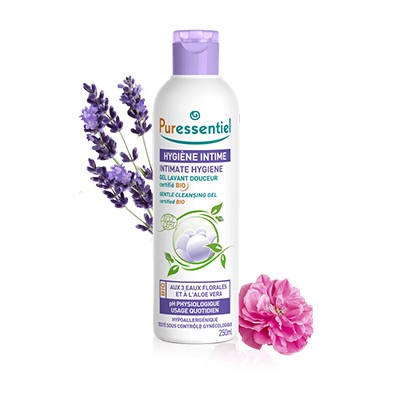 Puressentiel
HYGIÈNE INTIME
INTIMATE HYGIENE
GEL LAVANT DOUCEUR
certifié BIO
GENTLE CLEANSING GEL
certified BIO
BIO
AUX 3 EAUX FLORALES
ET À L'ALOE VERA
pH PHYSIOLOGIQUE
USAGE QUOTIDIEN
HYPOALLERGÉNIQUE
TESTÉ SOUS CONTRÔLE GYNÉCOLOGIQUE
250ml